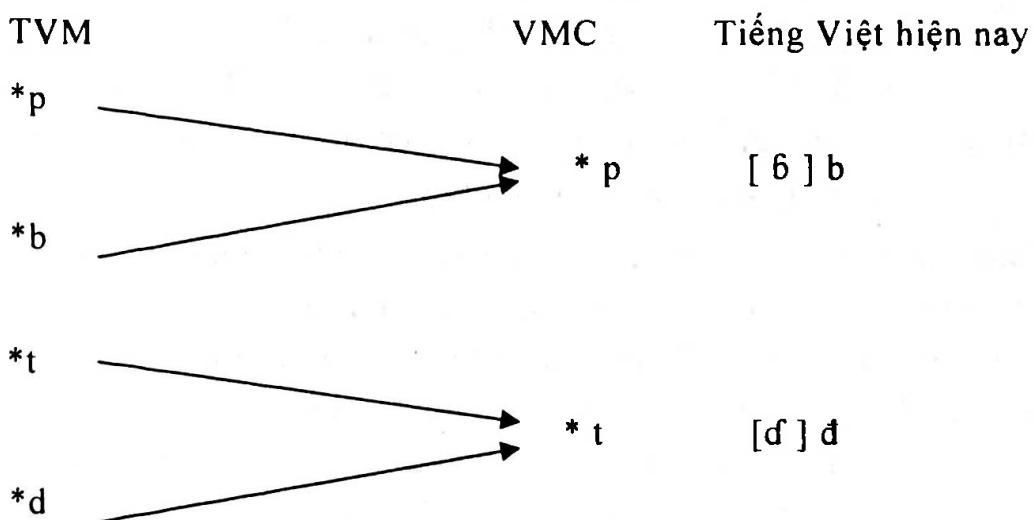 TVM VMC Tiếng Việt hiện nay
*p
* p [ ɓ ] b
*b
*t
* t [ɗ ] đ
*d